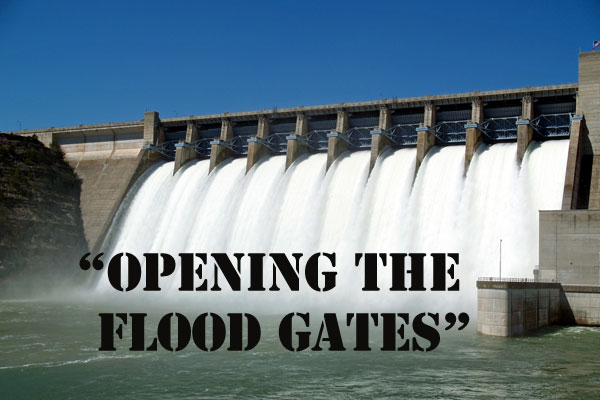 “OPENING THE
FLOOD GATES”